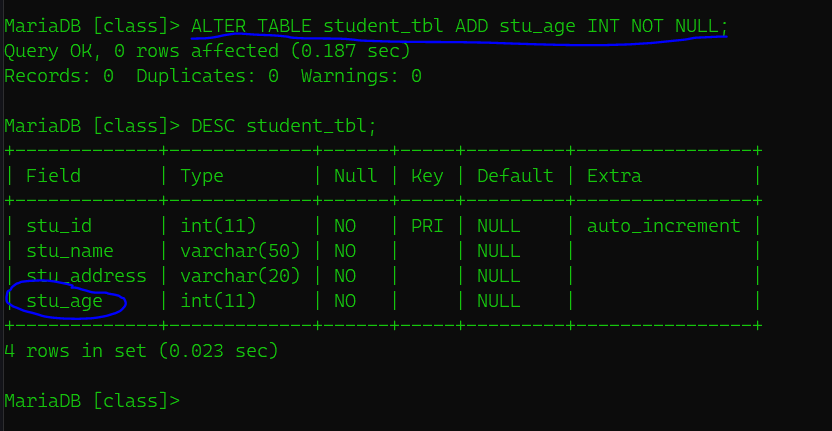 MariaDB [class]> ALTER TABLE student_tbl ADD stu_age INT NOT NULL;
Query OK, 0 rows affected (0.187 sec)
Records: 0  Duplicates: 0  Warnings: 0

MariaDB [class]> DESC student_tbl;
+-------------+-------------+------+-----+---------+----------------+
| Field       | Type        | Null | Key | Default | Extra          |
+-------------+-------------+------+-----+---------+----------------+
| stu_id      | int(11)     | NO   | PRI | NULL    | auto_increment |
| stu_name    | varchar(50) | NO   |     | NULL    |                |
| stu_address | varchar(20) | NO   |     | NULL    |                |
| stu_age     | int(11)     | NO   |     | NULL    |                |
+-------------+-------------+------+-----+---------+----------------+
4 rows in set (0.023 sec)

MariaDB [class]>